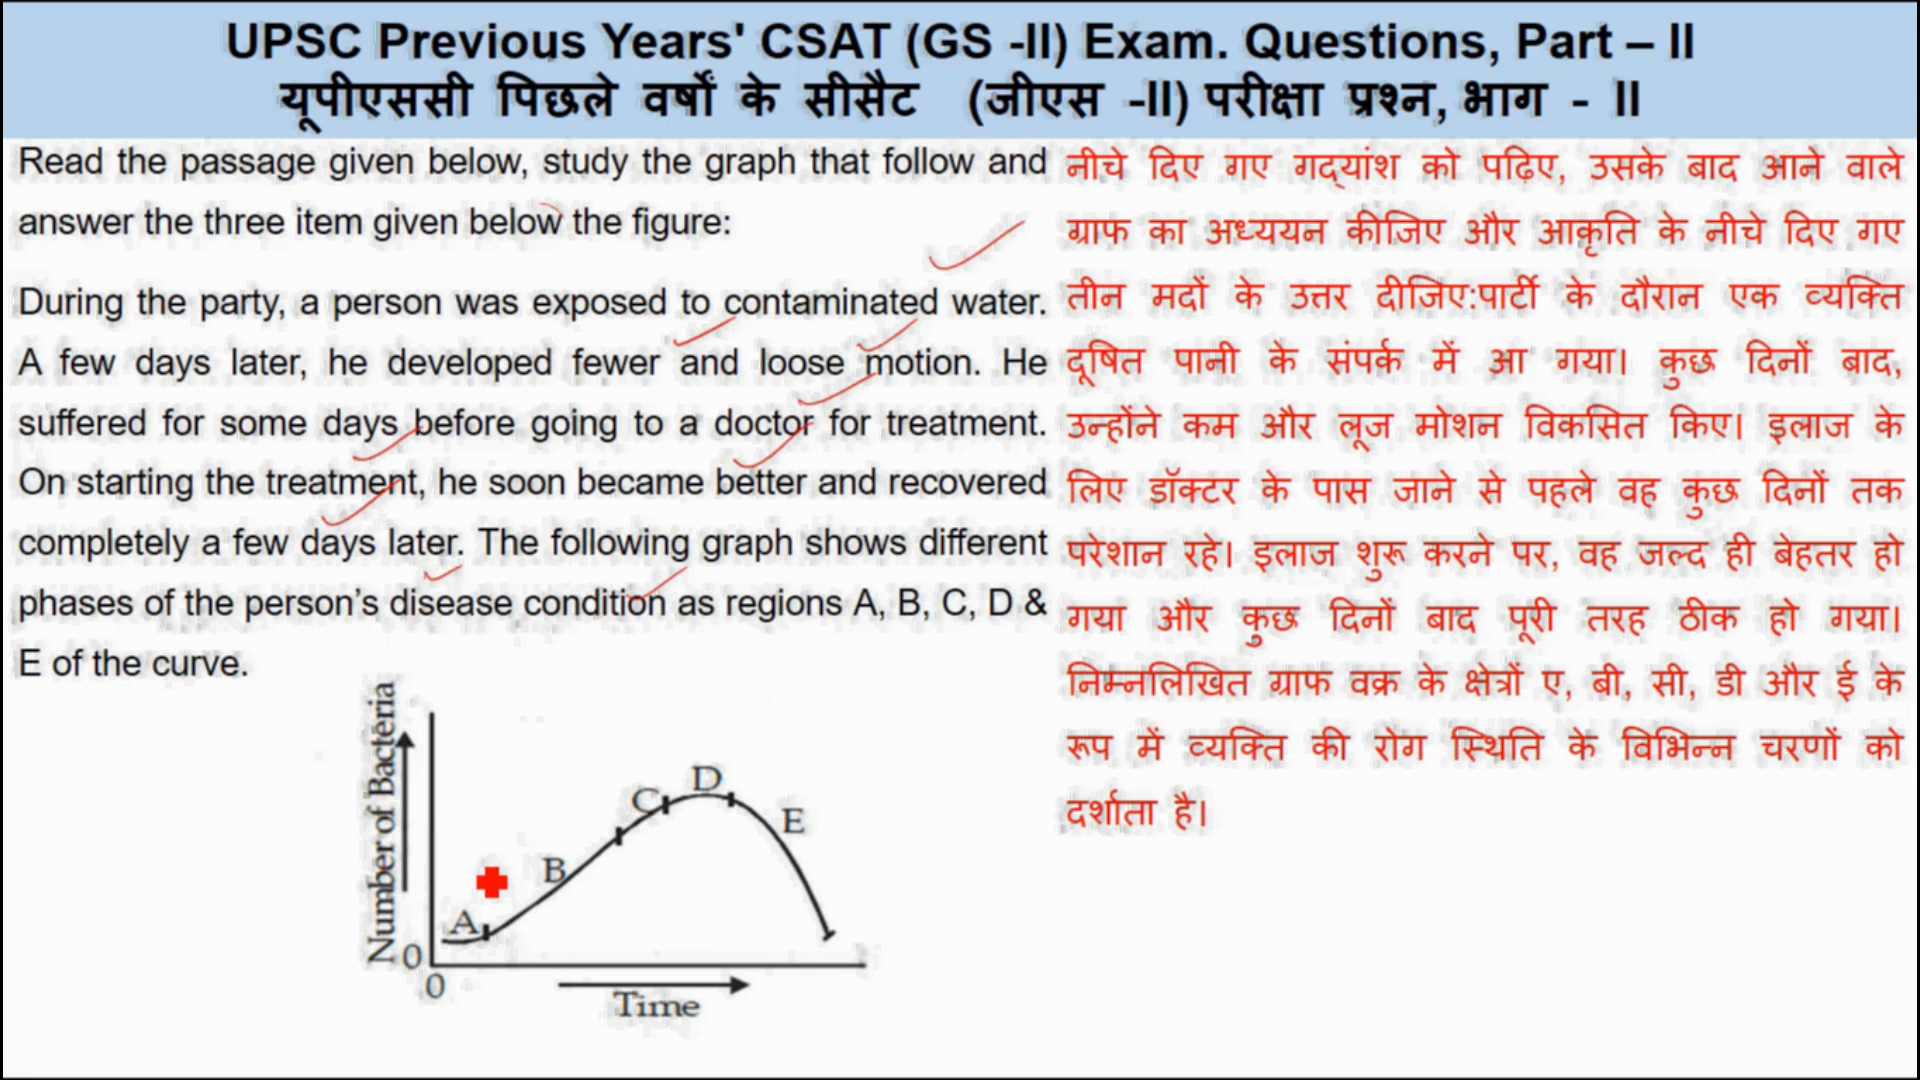 UPSC Previous Years' CSAT (GS -II) Exam. Questions, Part – II
यूपीएससी पिछले वर्षों के सीसैट (जीएस -II) परीक्षा प्रश्न, भाग - II
Read the passage given below, study the graph that follow and
answer the three item given below the figure:
During the party, a person was exposed to contaminated water.
A few days later, he developed fewer and loose motion. He
suffered for some days before going to a doctor for treatment.
On starting the treatment, he soon became better and recovered
completely a few days later. The following graph shows different
phases of the person's disease condition as regions A, B, C, D &
E of the curve.
नीचे दिए गए गद्यांश को पढ़िए, उसके बाद आने वाले
ग्राफ का अध्ययन कीजिए और आकृति के नीचे दिए गए
तीन मदों के उत्तर दीजिए:पार्टी के दौरान एक व्यक्ति
दूषित पानी के संपर्क में आ गया। कुछ दिनों बाद,
उन्होंने कम और लूज मोशन विकसित किए। इलाज के
लिए डॉक्टर के पास जाने से पहले वह कुछ दिनों तक
परेशान रहे। इलाज शुरू करने पर, वह जल्द ही बेहतर हो
गया और कुछ दिनों बाद पूरी तरह ठीक हो गया।
निम्नलिखित ग्राफ वक्र के क्षेत्रों ए, बी, सी, डी और ई के
रूप में व्यक्ति की रोग स्थिति के विभिन्न चरणों को
दर्शाता है।
Number of Bacteria
A
B
C
D
E
0
0
Time